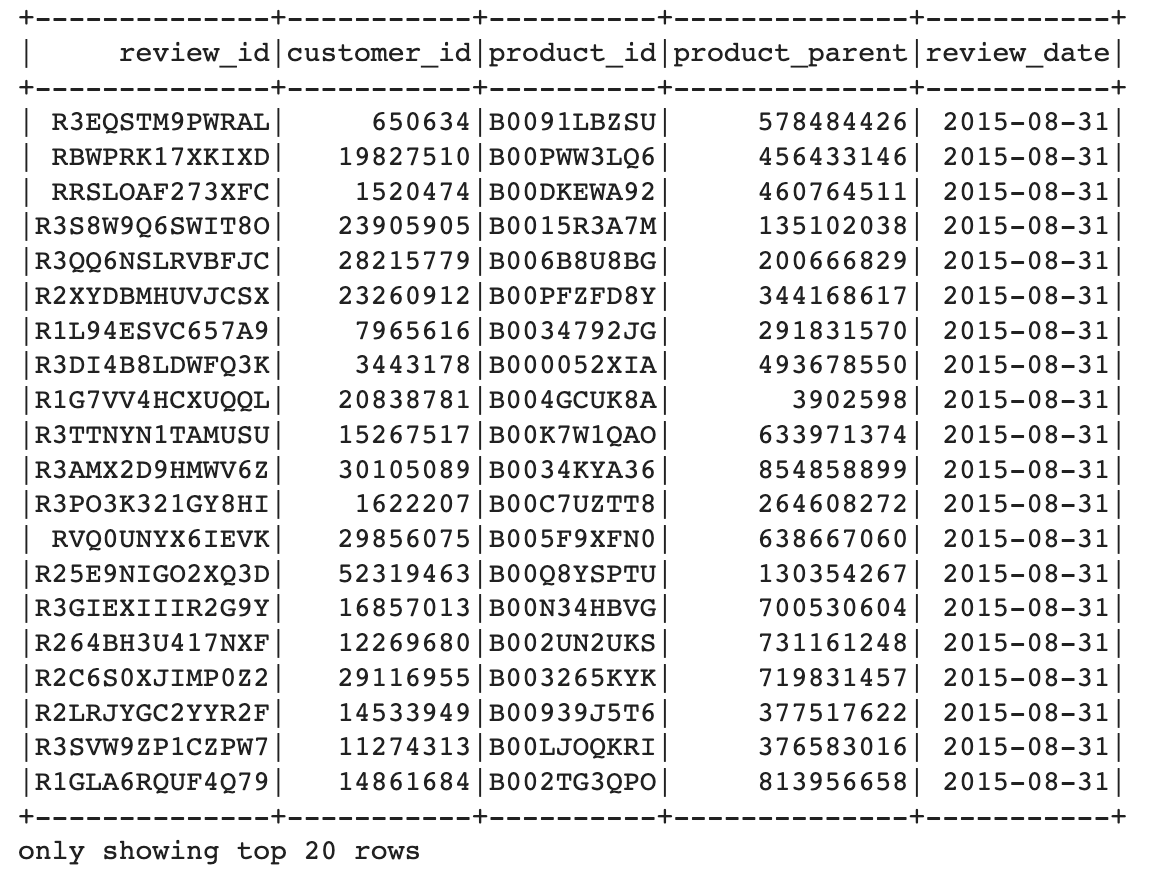 +--------------+-----------+----------+--------------+-----------+
|     review_id|customer_id|product_id|product_parent|review_date|
+--------------+-----------+----------+--------------+-----------+
| R3EQSTM9PWRAL|     650634|B0091LBZSU|     578484426| 2015-08-31|
| RBWPRK17XKIXD|   19827510|B00PWW3LQ6|     456433146| 2015-08-31|
| RRSLOAF273XFC|    1520474|B00DKEWA92|     460764511| 2015-08-31|
|R3S8W9Q6SWIT8O|   23905905|B0015R3A7M|     135102038| 2015-08-31|
|R3QQ6NSLRVBFJC|   28215779|B006B8U8BG|     200666829| 2015-08-31|
|R2XYDBMHUVJCSX|   23260912|B00PFZFD8Y|     344168617| 2015-08-31|
|R1L94ESVC657A9|    7965616|B0034792JG|     291831570| 2015-08-31|
|R3DI4B8LDWFQ3K|    3443178|B000052XIA|     493678550| 2015-08-31|
|R1G7VV4HCXUQQL|   20838781|B004GCUK8A|       3902598| 2015-08-31|
|R3TTNYN1TAMUSU|   15267517|B00K7W1QAO|     633971374| 2015-08-31|
|R3AMX2D9HMWV6Z|   30105089|B0034KYA36|     854858899| 2015-08-31|
|R3PO3K321GY8HI|    1622207|B00C7UZTT8|     264608272| 2015-08-31|
| RVQ0UNYX6IEVK|   29856075|B005F9XFN0|     638667060| 2015-08-31|
|R25E9NIGO2XQ3D|   52319463|B00Q8YSPTU|     130354267| 2015-08-31|
|R3GIEXIIIR2G9Y|   16857013|B00N34HBVG|     700530604| 2015-08-31|
|R264BH3U417NXF|   12269680|B002UN2UKS|     731161248| 2015-08-31|
|R2C6S0XJIMP0Z2|   29116955|B003265KYK|     719831457| 2015-08-31|
|R2LRJYGC2YYR2F|   14533949|B00939J5T6|     377517622| 2015-08-31|
|R3SVW9ZP1CZPW7|   11274313|B00LJOQKRI|     376583016| 2015-08-31|
|R1GLA6RQUF4Q79|   14861684|B002TG3QPO|     813956658| 2015-08-31|
+--------------+-----------+----------+--------------+-----------+
only showing top 20 rows